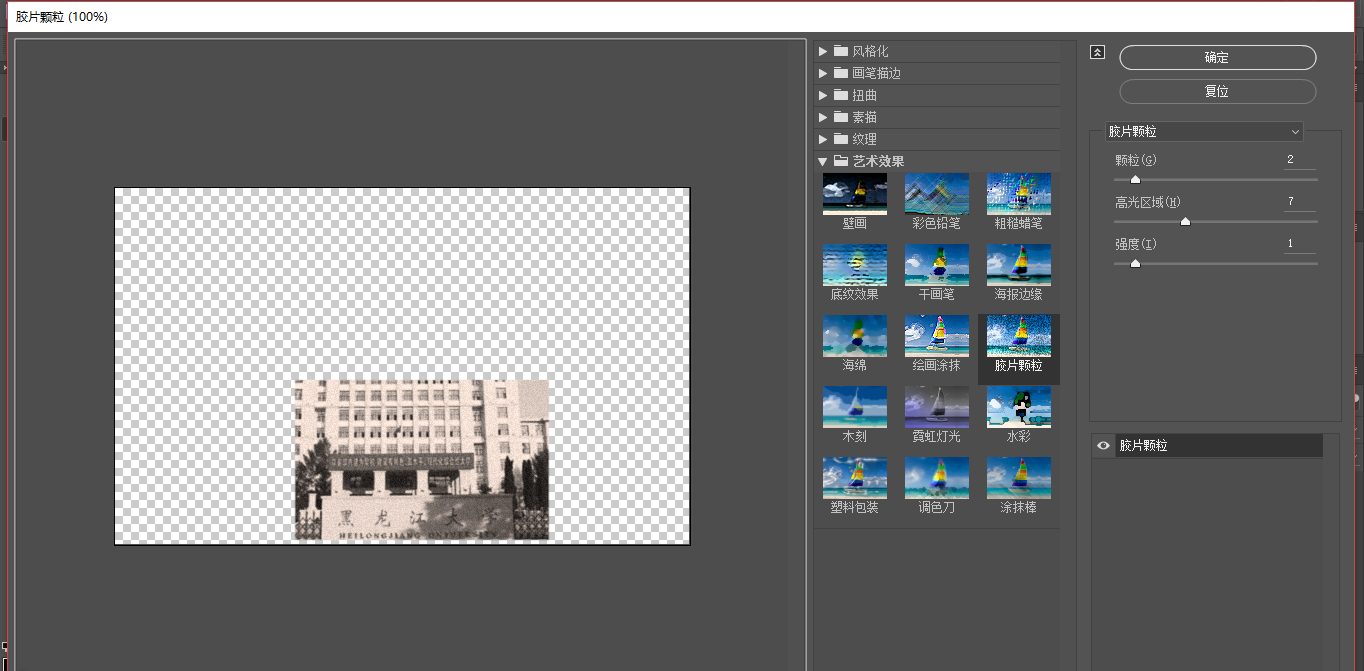 胶片颗粒 (100%)
黑龙江大学
HEILONGJIANG UNIVERSITY
风格化
画笔描边
扭曲
素描
纹理
艺术效果
壁画 彩色铅笔 粗糙蜡笔
底纹效果 干画笔 海报边缘
海绵 绘画涂抹 胶片颗粒
木刻 霓虹灯光 水彩
塑料包装 调色刀 涂抹棒
确定
复位
胶片颗粒
颗粒(G) 2
高光区域(H) 7
强度(I) 1
胶片颗粒